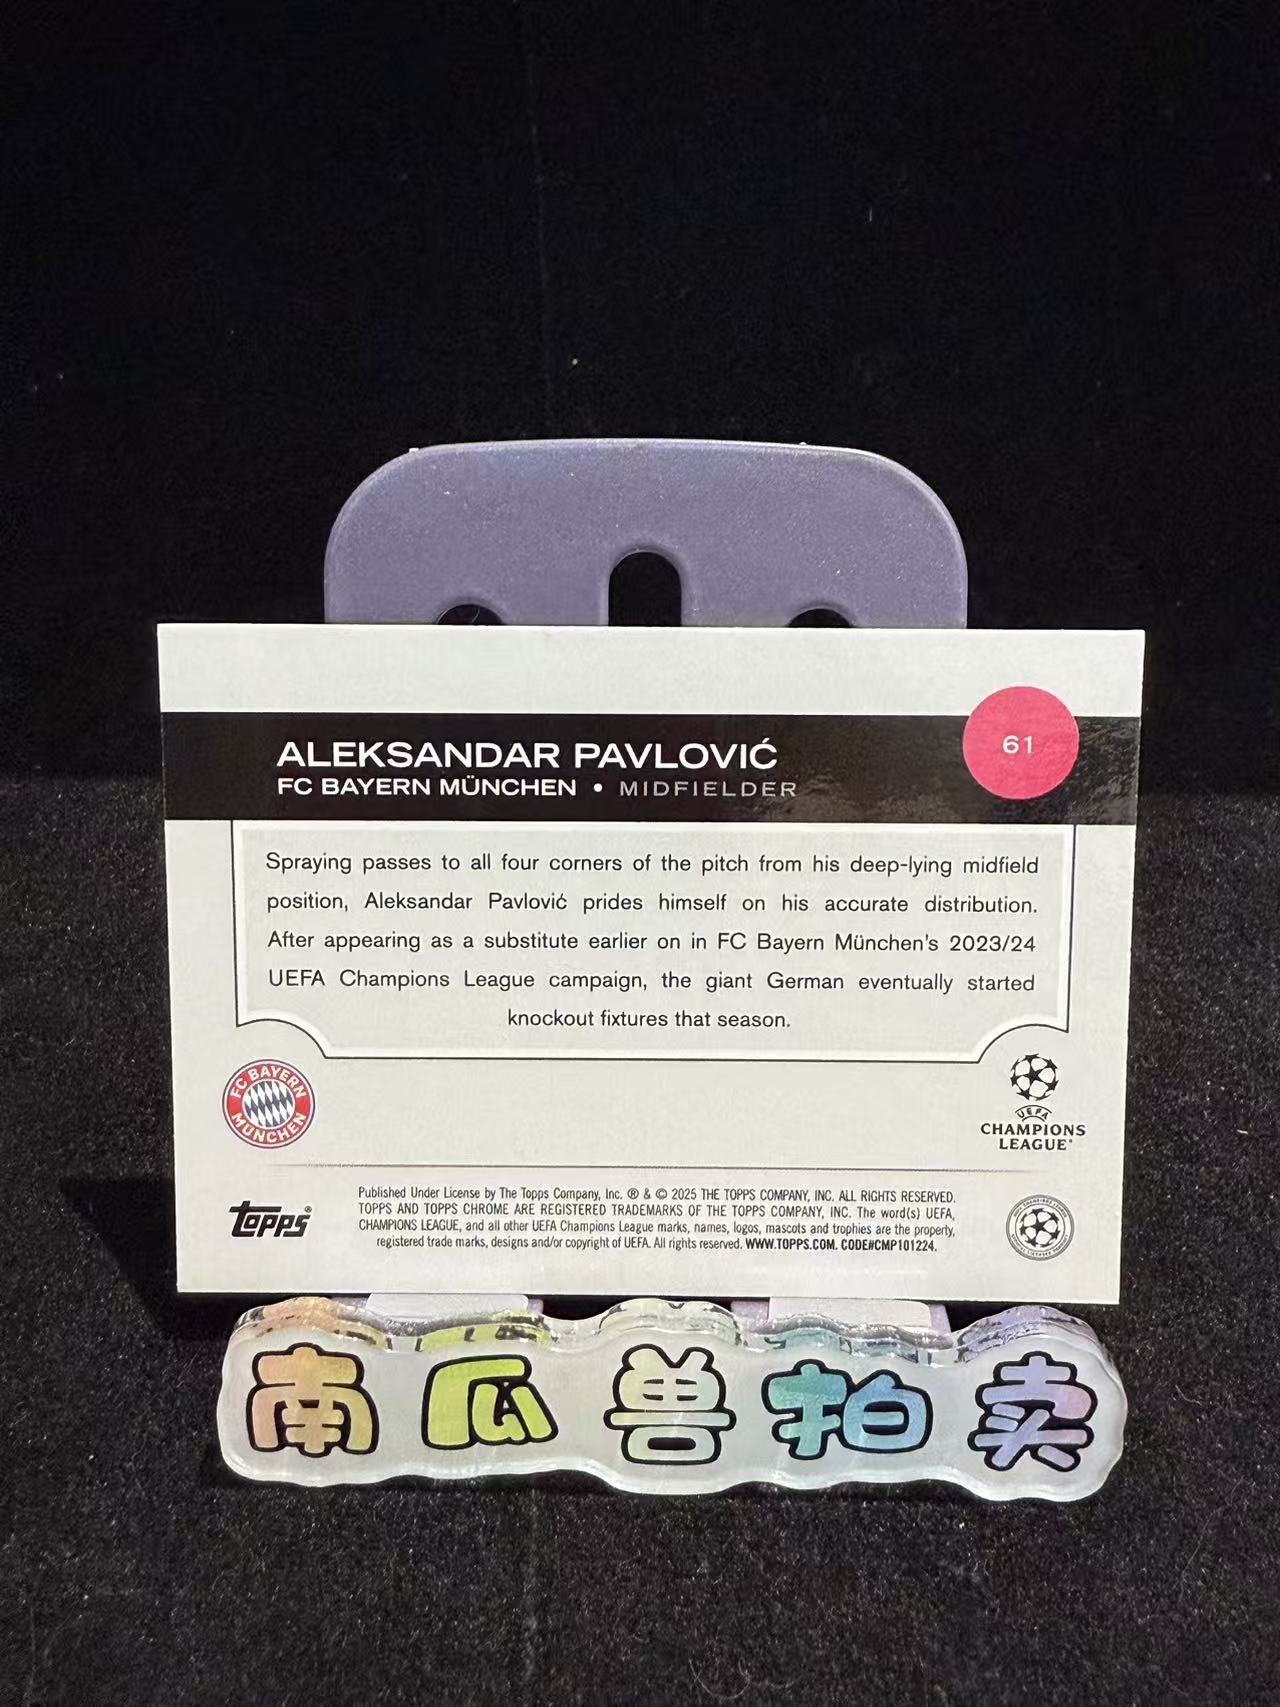 ALEKSANDAR PAVLOVIĆ
61
FC BAYERN MÜNCHEN • MIDFIELDER
Spraying passes to all four corners of the pitch from his deep-lying midfield
position, Aleksandar Pavlović prides himself on his accurate distribution.
After appearing as a substitute earlier on in FC Bayern München's 2023/24
UEFA Champions League campaign, the giant German eventually started
knockout fixtures that season.
FC BAYERN
MÜNCHEN
UEFA
CHAMPIONS
LEAGUE®
topps®
Published Under License by The Topps Company, Inc. ® & © 2025 THE TOPPS COMPANY, INC. ALL RIGHTS RESERVED.
TOPPS AND TOPPS CHROME ARE REGISTERED TRADEMARKS OF THE TOPPS COMPANY, INC. The word(s) UEFA,
CHAMPIONS LEAGUE, and all other UEFA Champions League marks, names, logos, mascots and trophies are the property,
registered trade marks, designs and/or copyright of UEFA. All rights reserved. WWW.TOPPS.COM. CODE#CMP101224.
南瓜兽拍卖